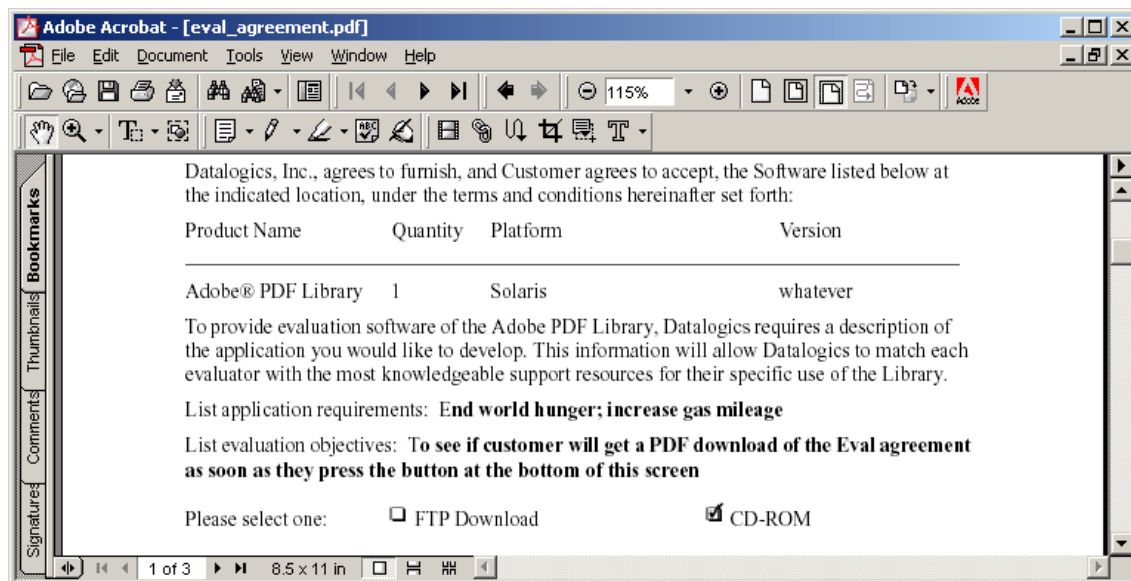 Adobe Acrobat - [eval_agreement.pdf]
File Edit Document Tools View Window Help
115%
Adobe
Datalogics, Inc., agrees to furnish, and Customer agrees to accept, the Software listed below at
the indicated location, under the terms and conditions hereinafter set forth:
Product Name Quantity Platform Version
Adobe® PDF Library 1 Solaris whatever
To provide evaluation software of the Adobe PDF Library, Datalogics requires a description of
the application you would like to develop. This information will allow Datalogics to match each
evaluator with the most knowledgeable support resources for their specific use of the Library.
List application requirements: End world hunger; increase gas mileage
List evaluation objectives: To see if customer will get a PDF download of the Eval agreement
as soon as they press the button at the bottom of this screen
Please select one: FTP Download CD-ROM
Bookmarks
Thumbnails
Comments
Signatures
1 of 3 8.5 x 11 in